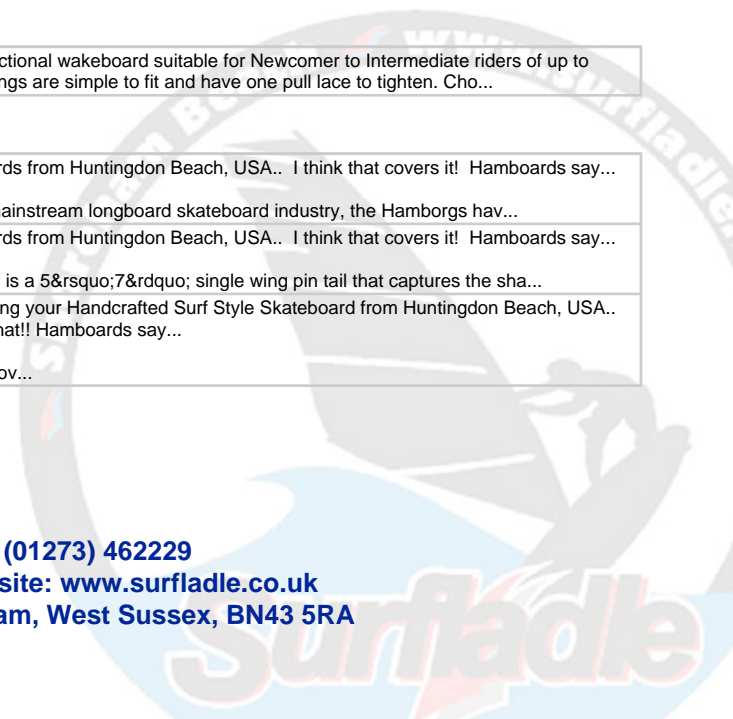 ctional wakeboard suitable for Newcomer to Intermediate riders of up to
ngs are simple to fit and have one pull lace to tighten. Cho...
rds from Huntingdon Beach, USA.. I think that covers it! Hamboards say...
nainstream longboard skateboard industry, the Hamborgs hav...
rds from Huntingdon Beach, USA.. I think that covers it! Hamboards say...
is a 5&rsquo;7&rdquo; single wing pin tail that captures the sha...
ng your Handcrafted Surf Style Skateboard from Huntingdon Beach, USA..
hat!! Hamboards say...
ov...
(01273) 462229
site: www.surfladle.co.uk
am, West Sussex, BN43 5RA
Surfladle